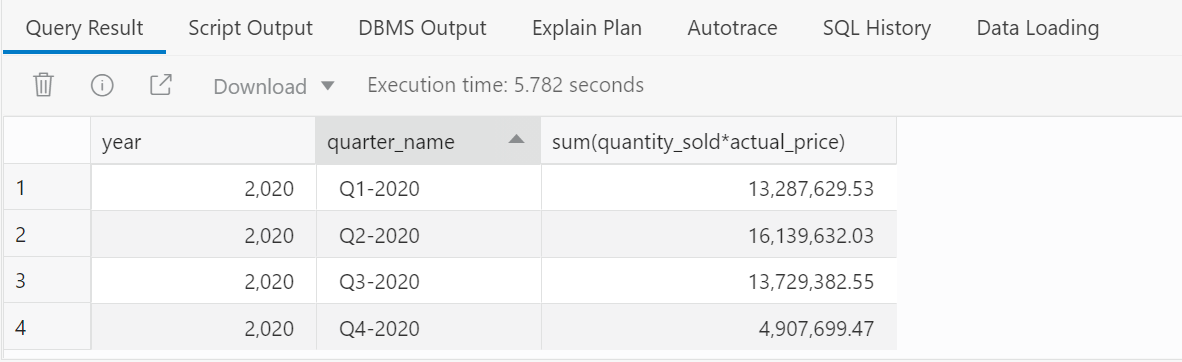 Query Result Script Output DBMS Output Explain Plan Autotrace SQL History Data Loading
Download Execution time: 5.782 seconds
year quarter_name sum(quantity_sold*actual_price)
1 2,020 Q1-2020 13,287,629.53
2 2,020 Q2-2020 16,139,632.03
3 2,020 Q3-2020 13,729,382.55
4 2,020 Q4-2020 4,907,699.47